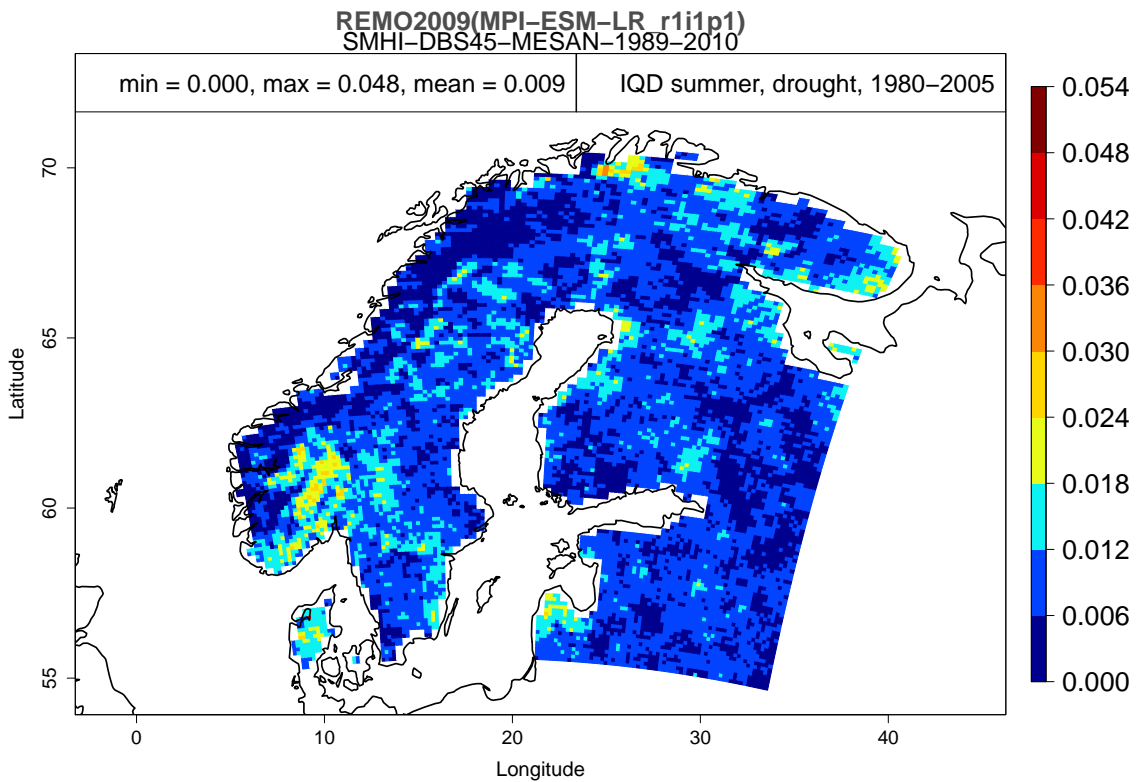 REMO2009(MPI−ESM−LR_r1i1p1)
SMHI−DBS45−MESAN−1989−2010
min = 0.000, max = 0.048, mean = 0.009
IQD summer, drought, 1980−2005
0.054
0.048
0.042
0.036
0.030
0.024
0.018
0.012
0.006
0.000
70
65
60
55
Latitude
0 10 20 30 40
Longitude